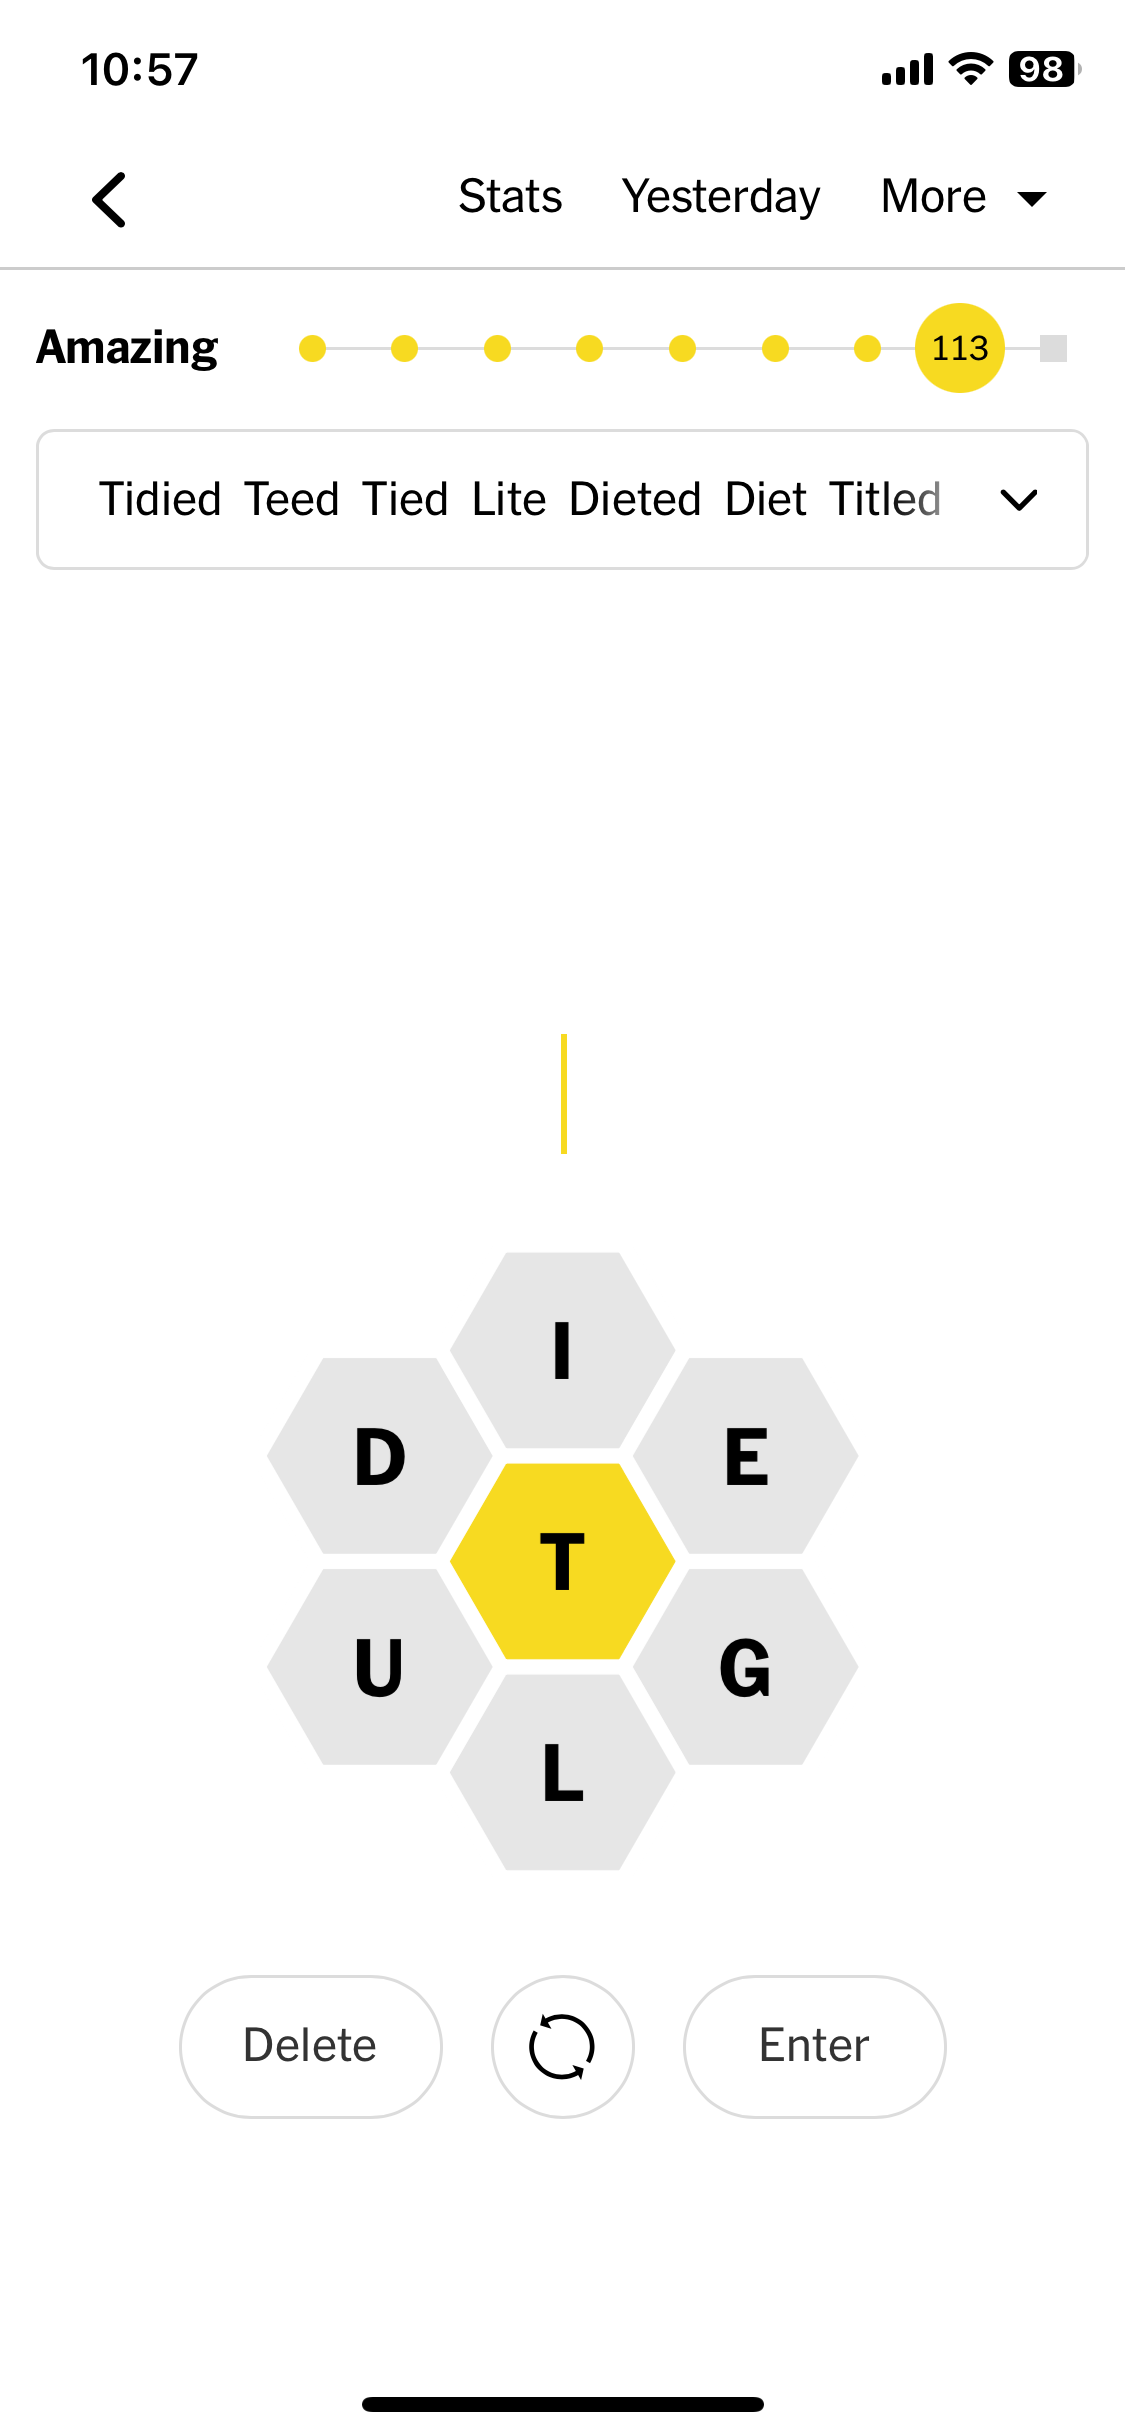 10:57 98
Stats Yesterday More
Amazing 113
Tidied Teed Tied Lite Dieted Diet Titled
I
D E
T
U G
L
Delete Enter